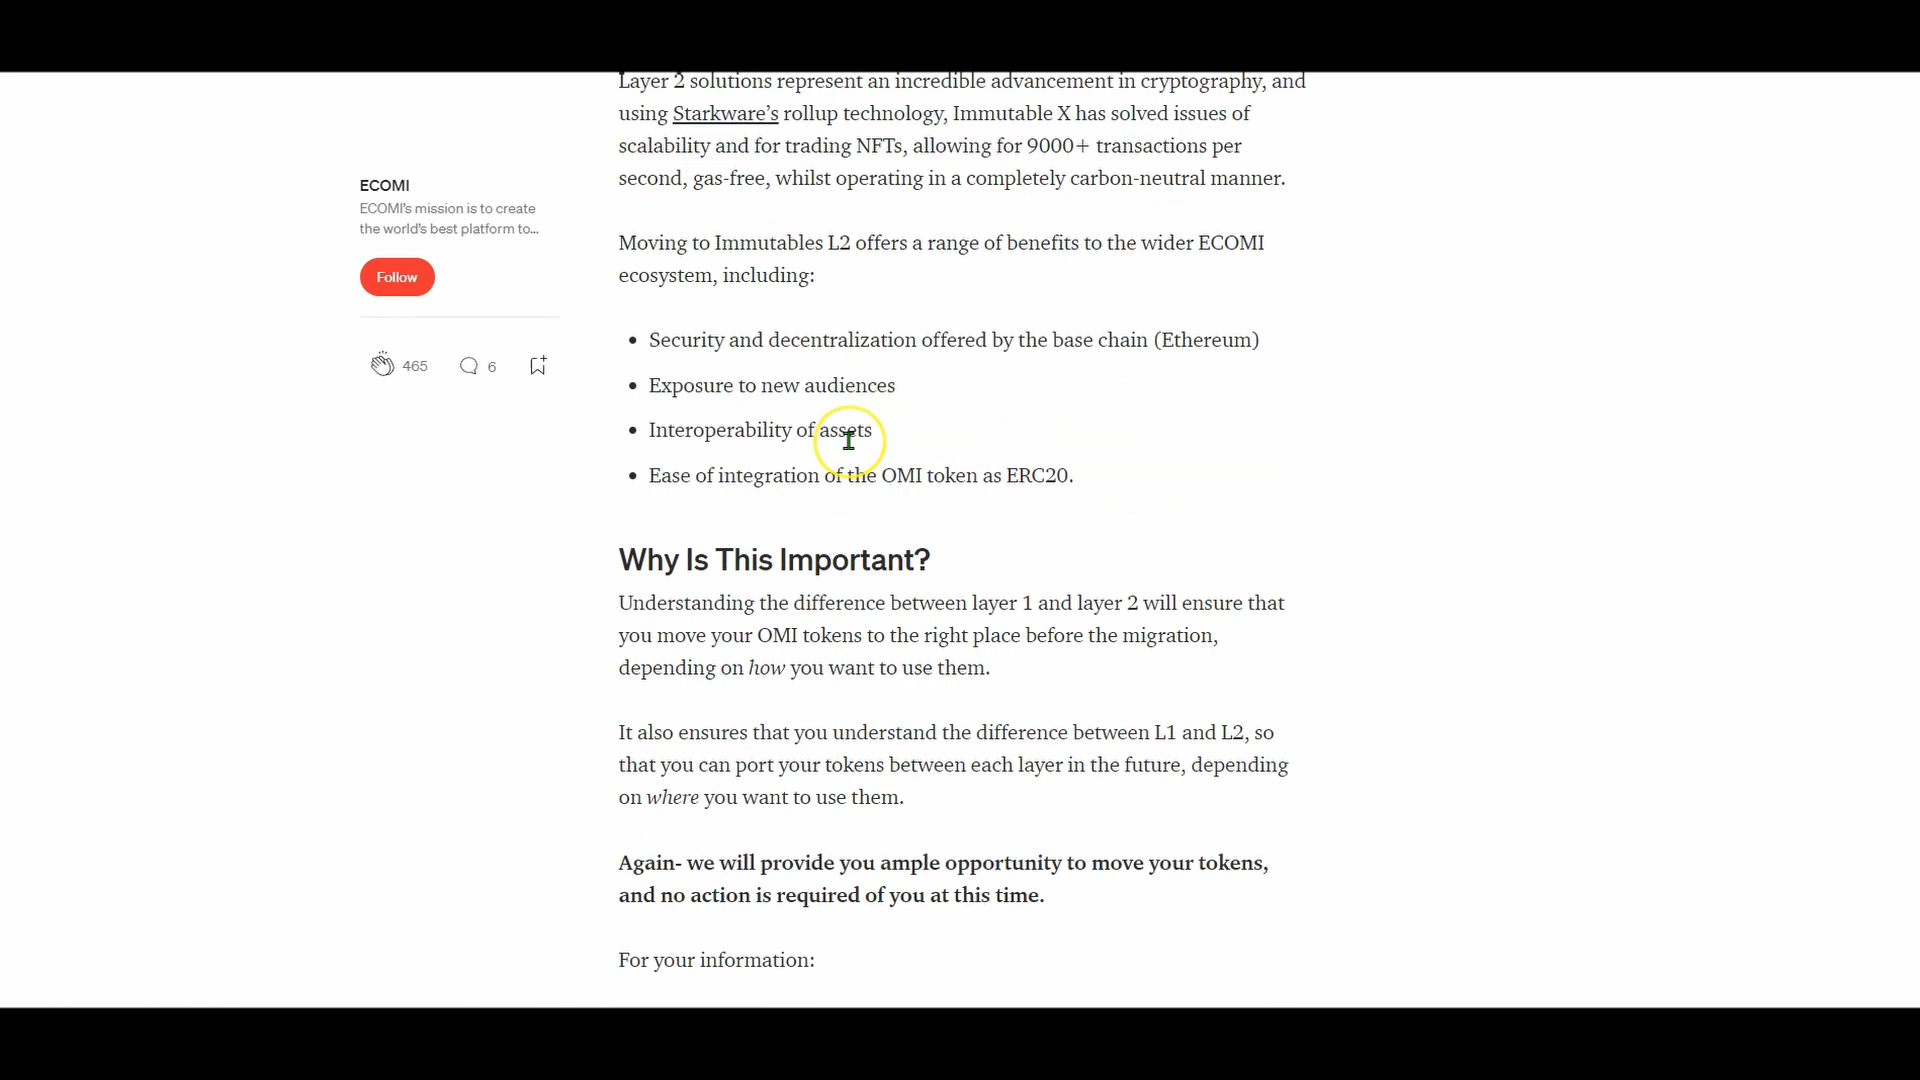 Layer 2 solutions represent an incredible advancement in cryptography, and
using Starkware's rollup technology, Immutable X has solved issues of
scalability and for trading NFTs, allowing for 9000+ transactions per
second, gas-free, whilst operating in a completely carbon-neutral manner.
ECOMI
ECOMI's mission is to create
the world's best platform to...
Follow
465
6
Moving to Immutables L2 offers a range of benefits to the wider ECOMI
ecosystem, including:
• Security and decentralization offered by the base chain (Ethereum)
• Exposure to new audiences
• Interoperability of assets
• Ease of integration of the OMI token as ERC20.
Why Is This Important?
Understanding the difference between layer 1 and layer 2 will ensure that
you move your OMI tokens to the right place before the migration,
depending on how you want to use them.
It also ensures that you understand the difference between L1 and L2, so
that you can port your tokens between each layer in the future, depending
on where you want to use them.
Again- we will provide you ample opportunity to move your tokens,
and no action is required of you at this time.
For your information: